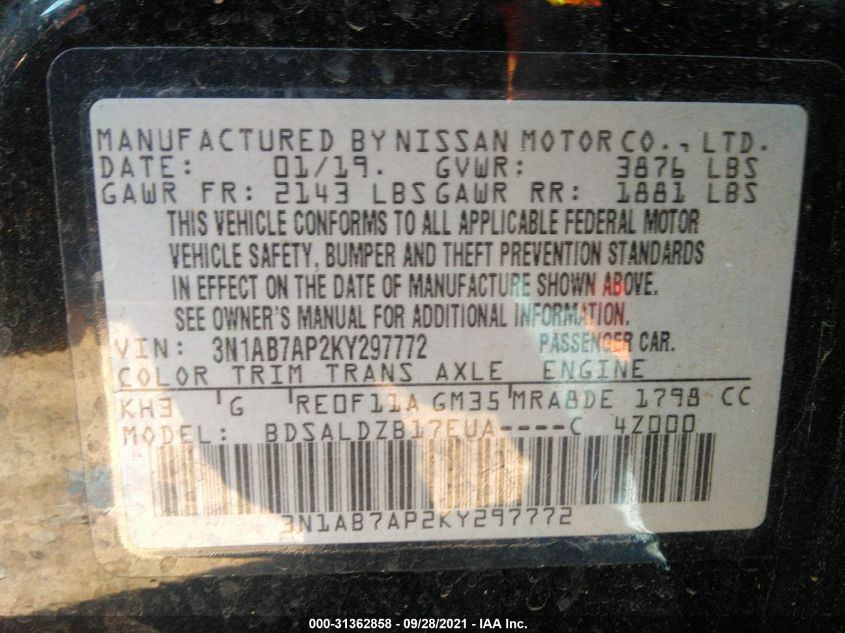 MANUFACTURED BY NISSAN MOTOR CO., LTD.
DATE: 01/19. GVWR: 3876 LBS
GAWR FR: 2143 LBS GAWR RR: 1881 LBS
THIS VEHICLE CONFORMS TO ALL APPLICABLE FEDERAL MOTOR
VEHICLE SAFETY, BUMPER AND THEFT PREVENTION STANDARDS
IN EFFECT ON THE DATE OF MANUFACTURE SHOWN ABOVE.
SEE OWNER'S MANUAL FOR ADDITIONAL INFORMATION.
VIN: 3N1AB7AP2KY297772 PASSENGER CAR.
COLOR TRIM TRANS AXLE ENGINE
KH3 G RE0F11A GM35 MRA8DE 1798 CC
MODEL: BDSALDZB17EUA----C 4Z000
3N1AB7AP2KY297772
000-31362858 - 09/28/2021 - IAA Inc.